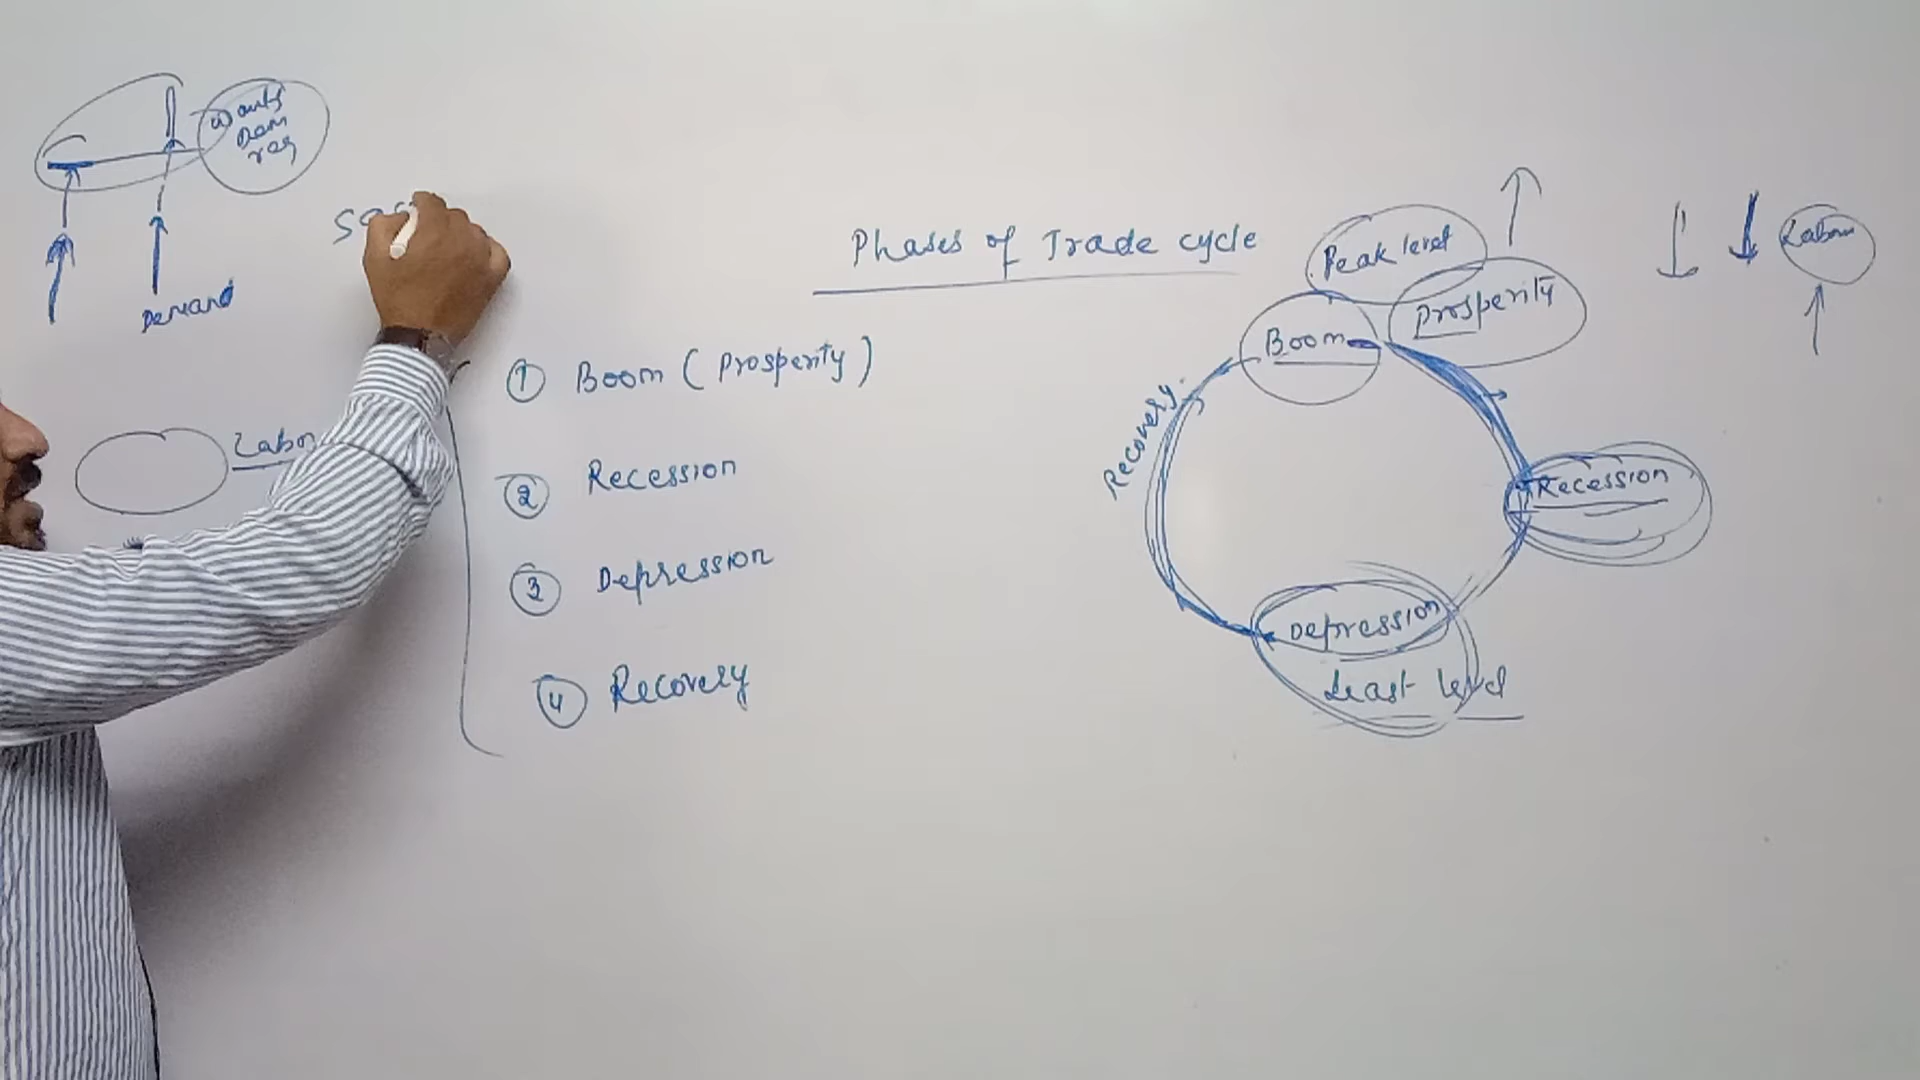 wants
Dem
Demand
Labo
Phases of Trade cycle
① Boom ( Prosperity )
② Recession
③ Depression
④ Recovery
Peak level
Prosperity
Boom
Recovery
Recession
Depression
Least level
Labour